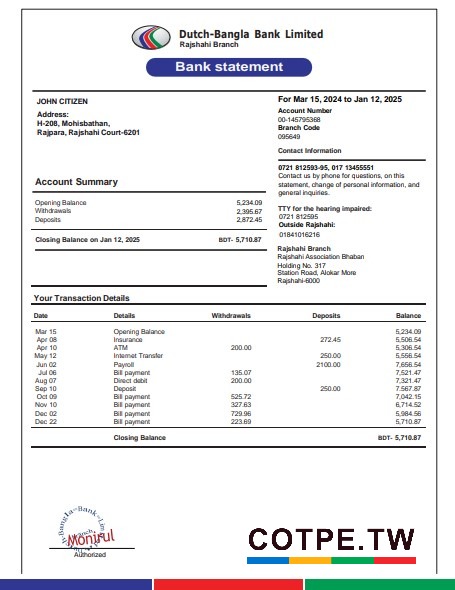 Dutch-Bangla Bank Limited
Rajshahi Branch
Bank statement
JOHN CITIZEN
Address:
H-208, Mohisbathan,
Rajpara, Rajshahi Court-6201
For Mar 15, 2024 to Jan 12, 2025
Account Number
00-145795368
Branch Code
095649
Contact Information
0721 812593-95, 017 13455551
Contact us by phone for questions, on this
statement, change of personal information, and
general inquiries.
TTY for the hearing impaired:
0721 812595
Outside Rajshahi:
01841016216
Rajshahi Branch
Rajshahi Association Bhaban
Holding No. 317
Station Road, Alokar More
Rajshahi-6000
Account Summary
Opening Balance 5,234.09
Withdrawals 2,395.67
Deposits 2,872.45
Closing Balance on Jan 12, 2025 BDT- 5,710.87
Your Transaction Details
Date Details Withdrawals Deposits Balance
Mar 15 Opening Balance 5,234.09
Apr 08 Insurance 272.45 5,506.54
Apr 10 ATM 200.00 5,306.54
May 12 Internet Transfer 250.00 5,556.54
Jun 02 Payroll 2100.00 7,656.54
Jul 06 Bill payment 135.07 7,521.47
Aug 07 Direct debit 200.00 7,321.47
Sep 10 Deposit 250.00 7,567.87
Oct 09 Bill payment 525.72 7,042.15
Nov 10 Bill payment 327.63 6,714.52
Dec 02 Bill payment 729.96 5,984.56
Dec 22 Bill payment 223.69 5,710.87
Closing Balance BDT- 5,710.87
Monirul
Authorized
COTPE.TW